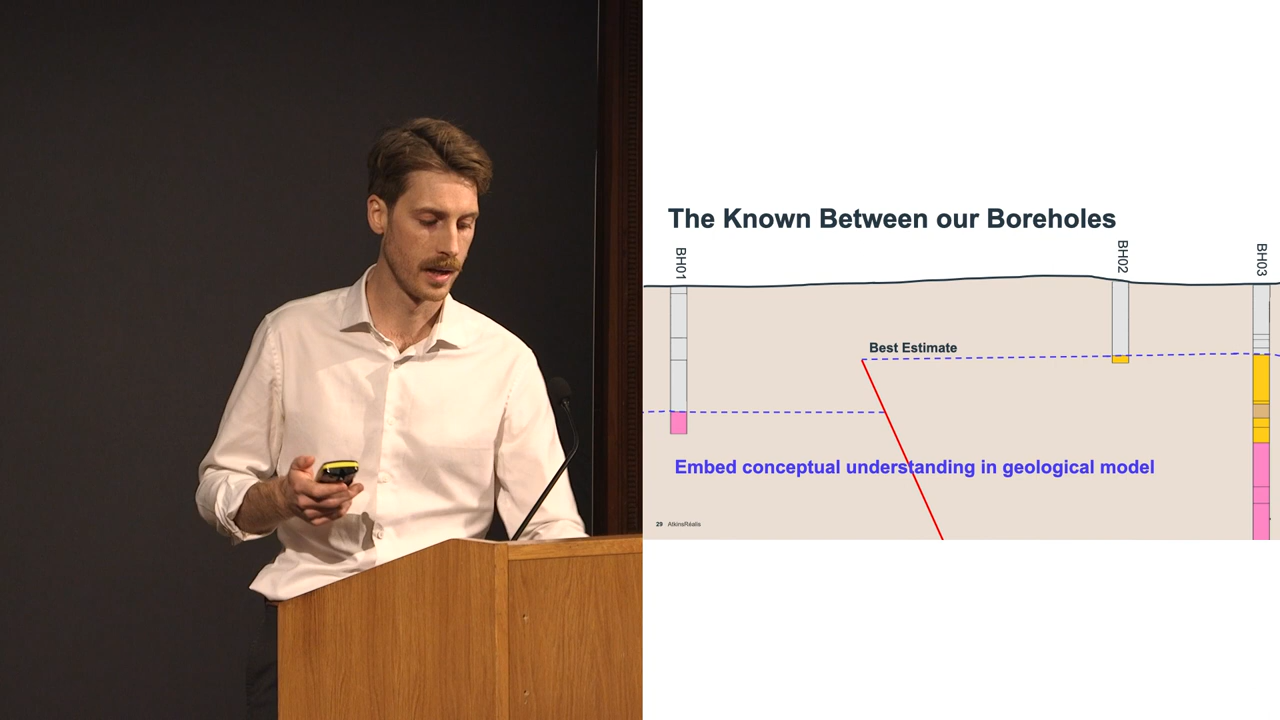 The Known Between our Boreholes
BH01
BH02
BH03
Best Estimate
Embed conceptual understanding in geological model
29 AtkinsRéalis